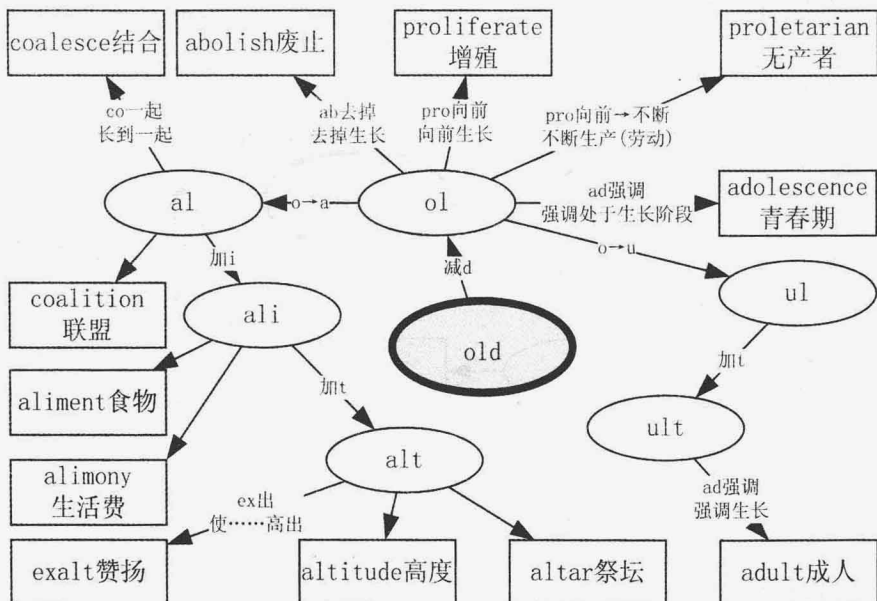 coalesce结合
abolish废止
proliferate
增殖
proletarian
无产者
co一起
长到一起
ab去掉
去掉生长
pro向前
向前生长
pro向前→不断
不断生产(劳动)
al
o→a
ol
ad强调
强调处于生长阶段
adolescence
青春期
加i
减d
o→u
coalition
联盟
ali
old
ul
aliment食物
加t
加t
alimony
生活费
alt
ult
ex出
使……高出
ad强调
强调生长
exalt赞扬
altitude高度
altar祭坛
adult成人